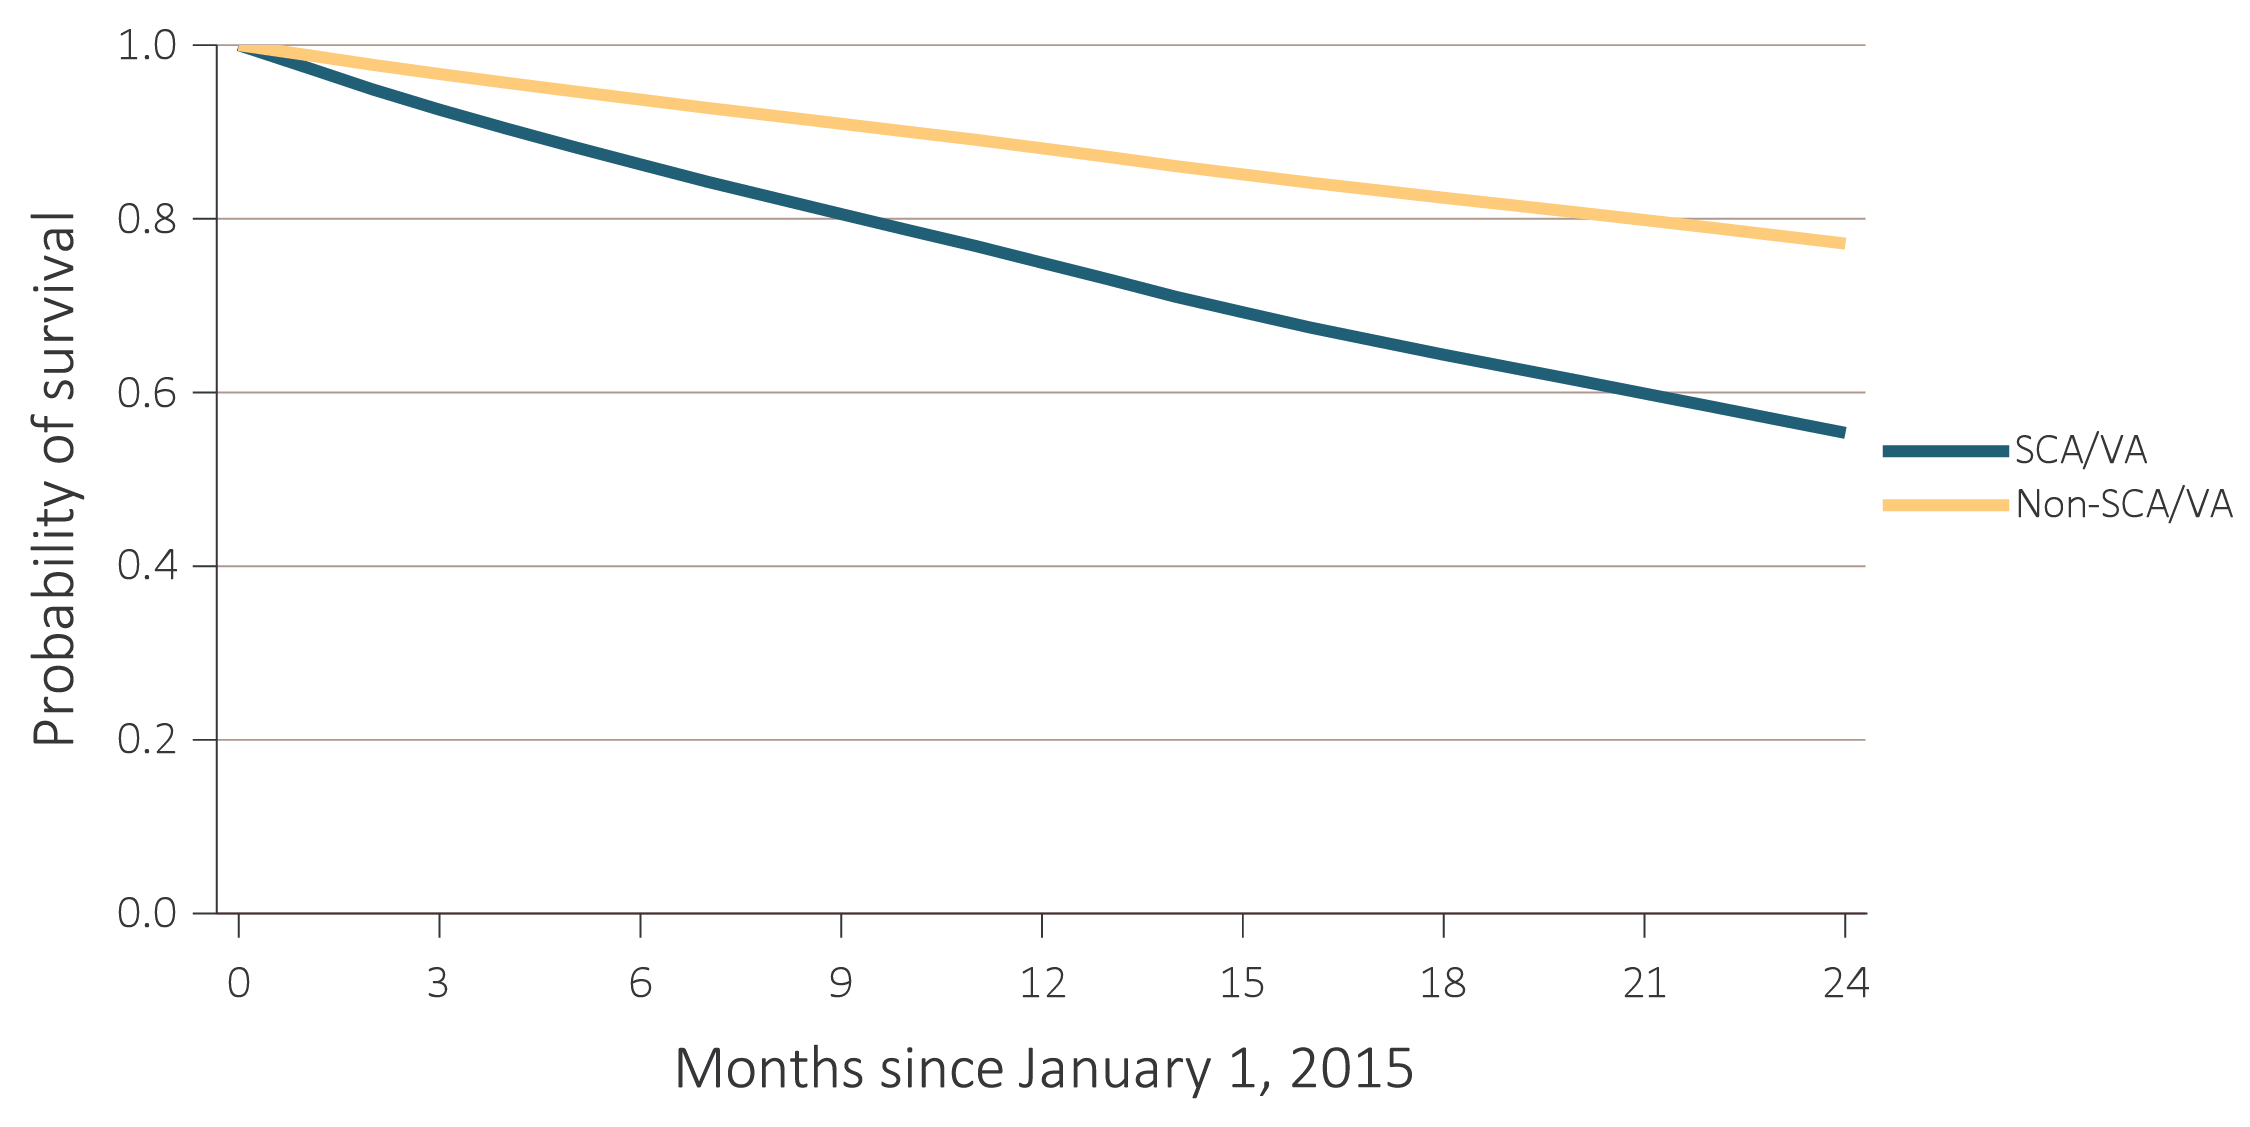 Probability of survival
1.0
0.8
0.6
0.4
0.2
0.0
0 3 6 9 12 15 18 21 24
Months since January 1, 2015
SCA/VA
Non-SCA/VA